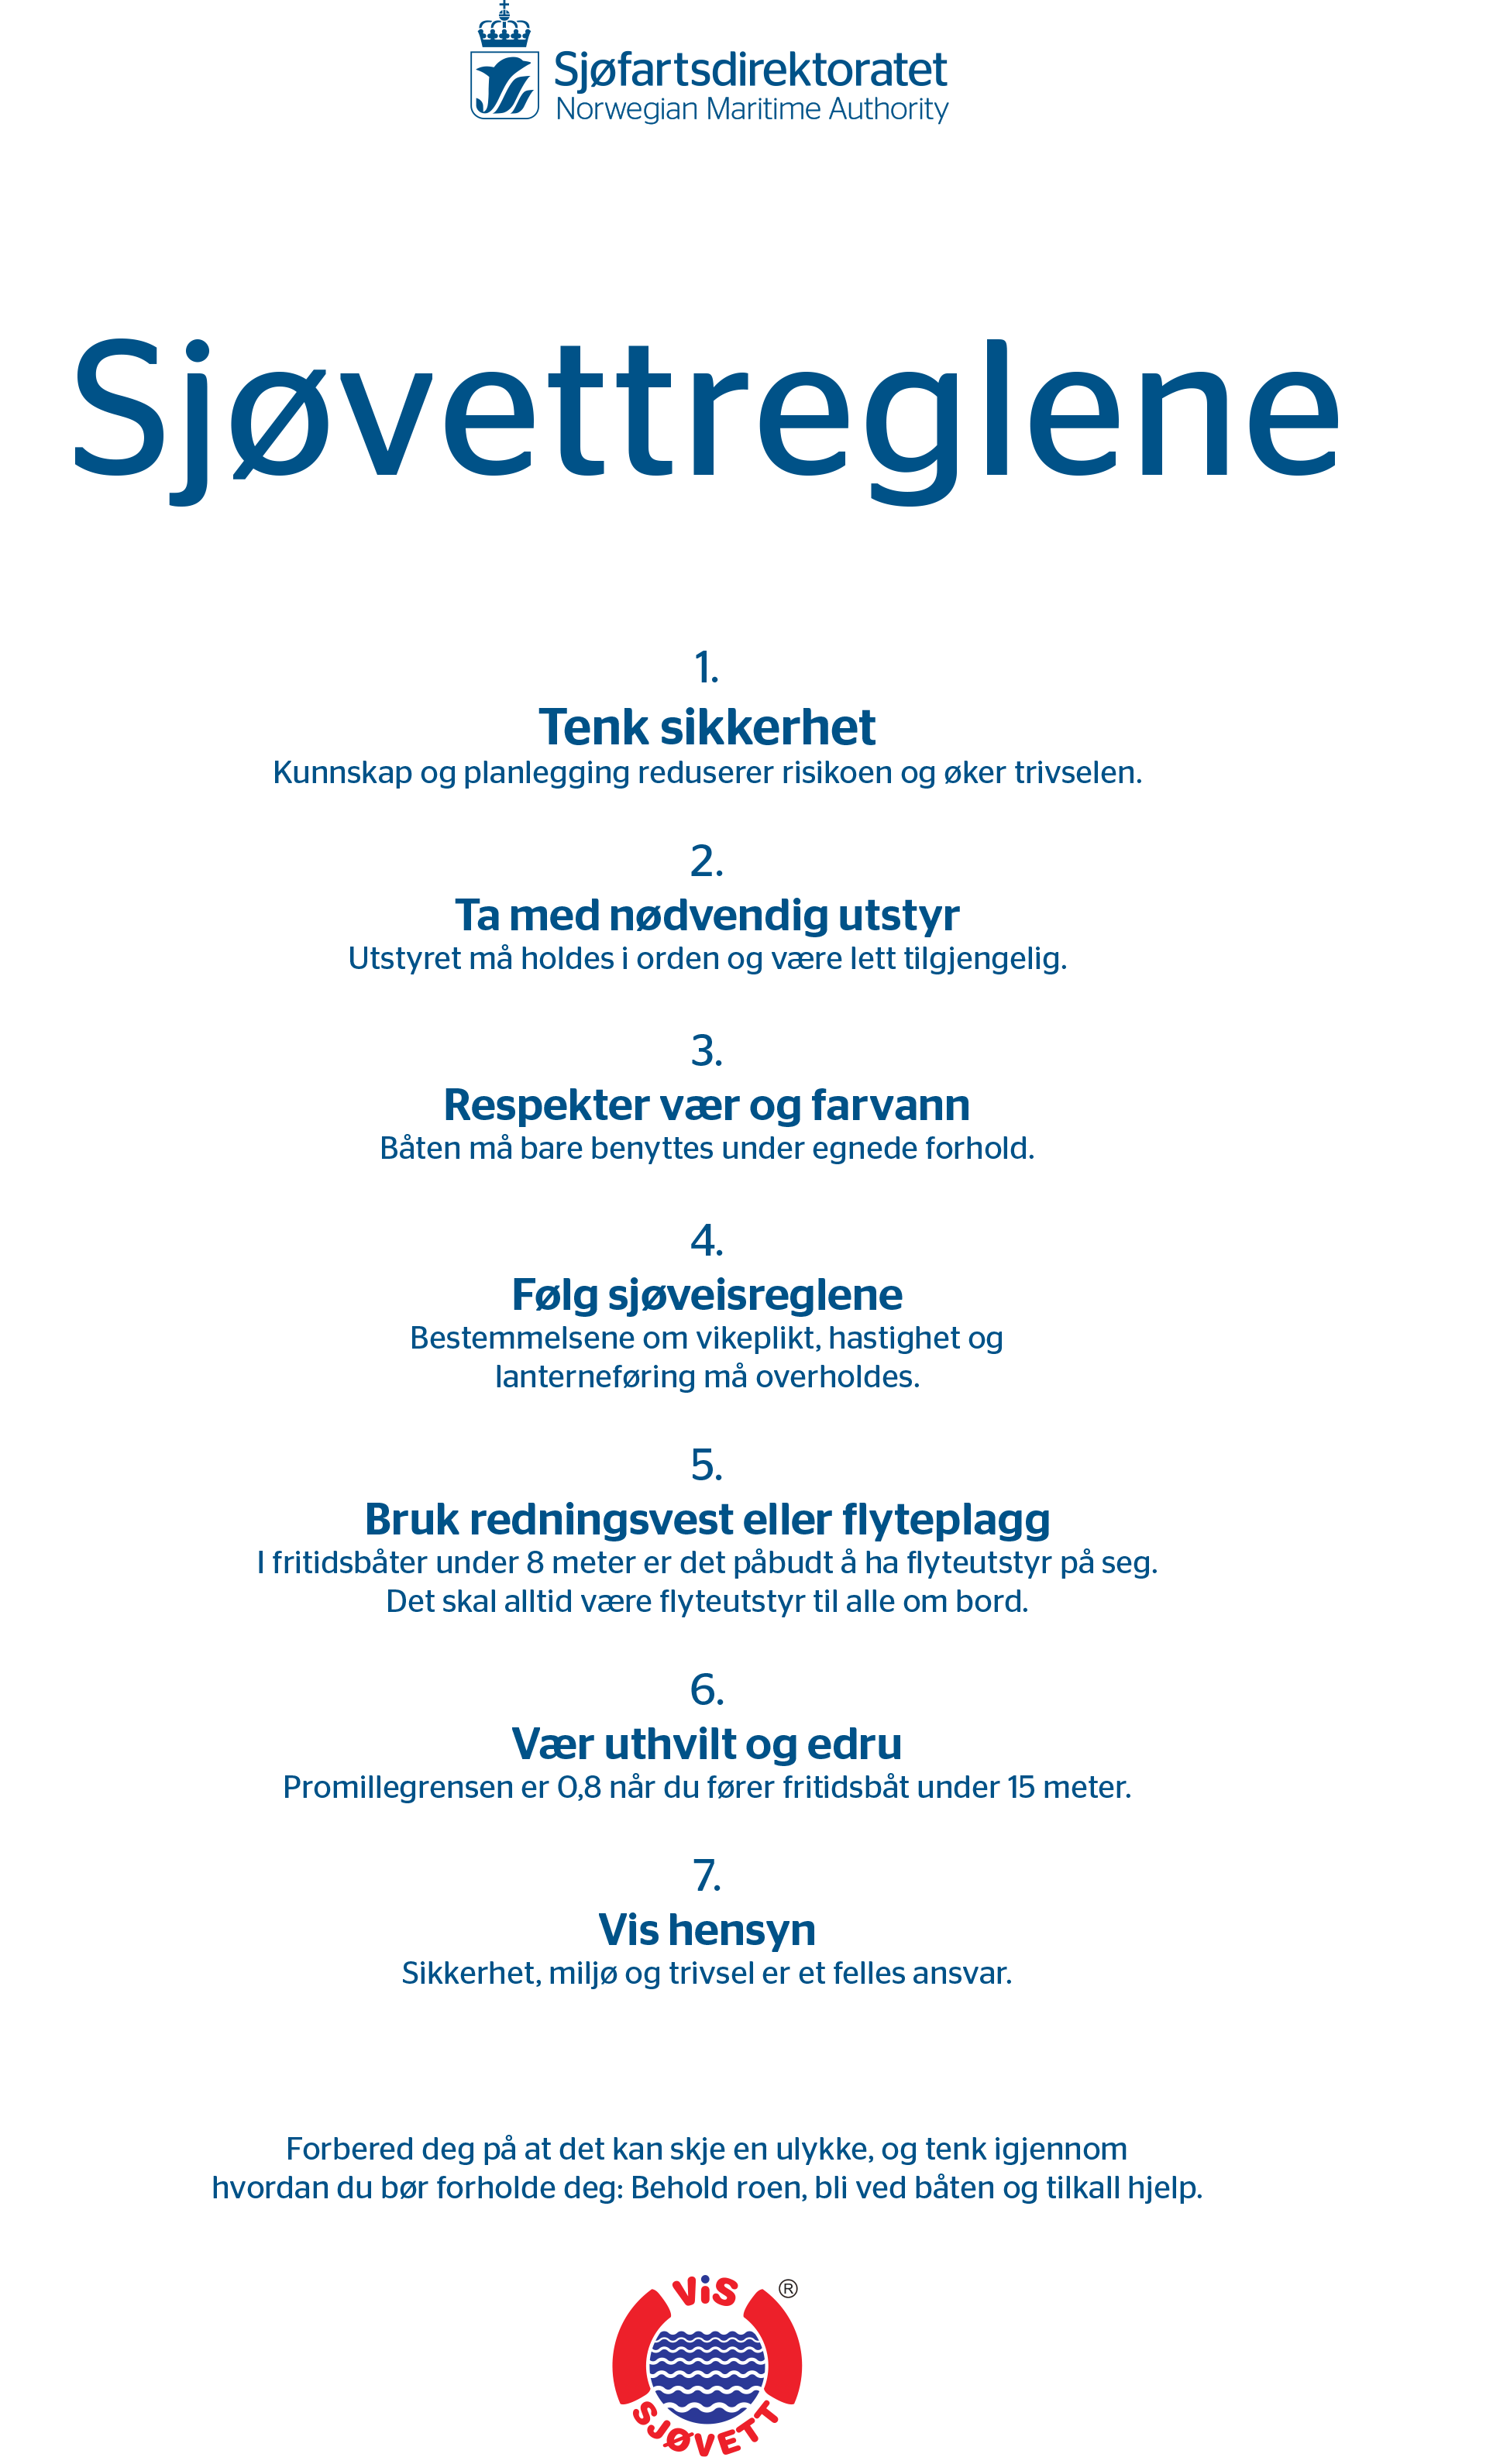 Sjøfartsdirektoratet
Norwegian Maritime Authority
Sjøvettreglene
1.
Tenk sikkerhet
Kunnskap og planlegging reduserer risikoen og øker trivselen.
2.
Ta med nødvendig utstyr
Utstyret må holdes i orden og være lett tilgjengelig.
3.
Respekter vær og farvann
Båten må bare benyttes under egnede forhold.
4.
Følg sjøveisreglene
Bestemmelsene om vikeplikt, hastighet og
lanterneføring må overholdes.
5.
Bruk redningsvest eller flyteplagg
I fritidsbåter under 8 meter er det påbudt å ha flyteutstyr på seg.
Det skal alltid være flyteutstyr til alle om bord.
6.
Vær uthvilt og edru
Promillegrensen er 0,8 når du fører fritidsbåt under 15 meter.
7.
Vis hensyn
Sikkerhet, miljø og trivsel er et felles ansvar.
Forbered deg på at det kan skje en ulykke, og tenk igjennom
hvordan du bør forholde deg: Behold roen, bli ved båten og tilkall hjelp.
ViS ®
SJØVETT